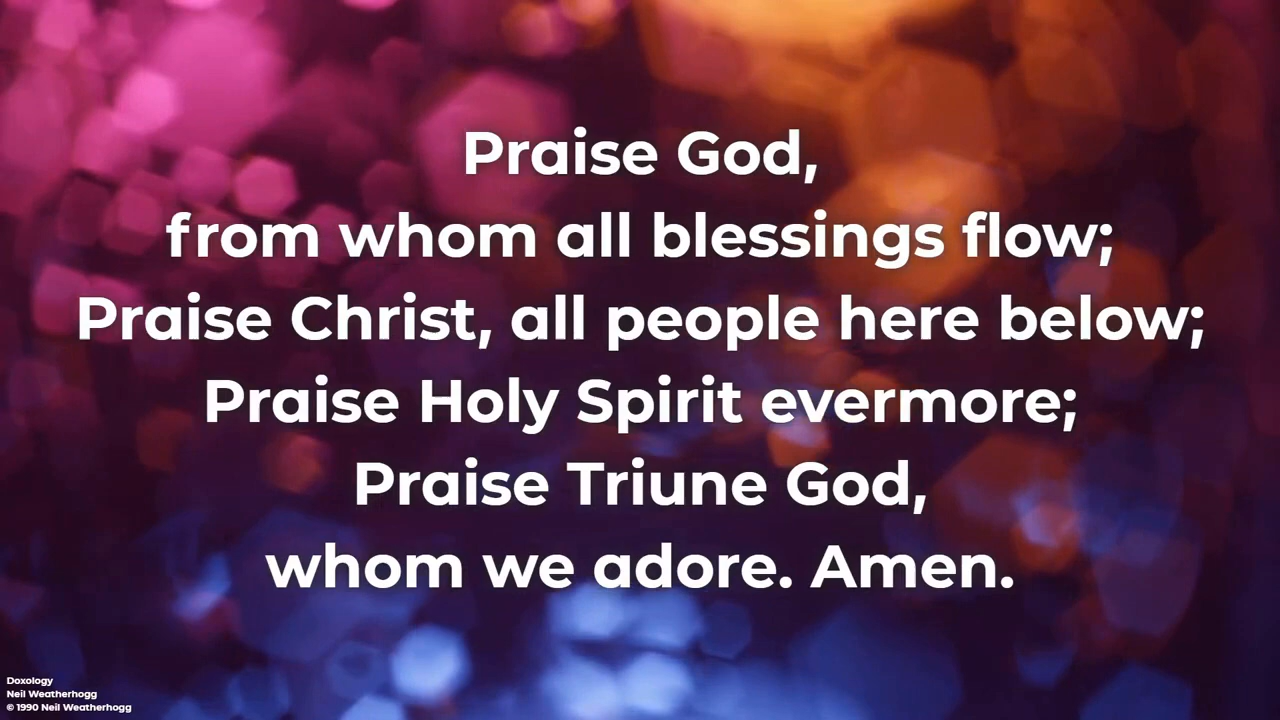 Praise God,
from whom all blessings flow;
Praise Christ, all people here below;
Praise Holy Spirit evermore;
Praise Triune God,
whom we adore. Amen.
Doxology
Neil Weatherhogg
© 1990 Neil Weatherhogg